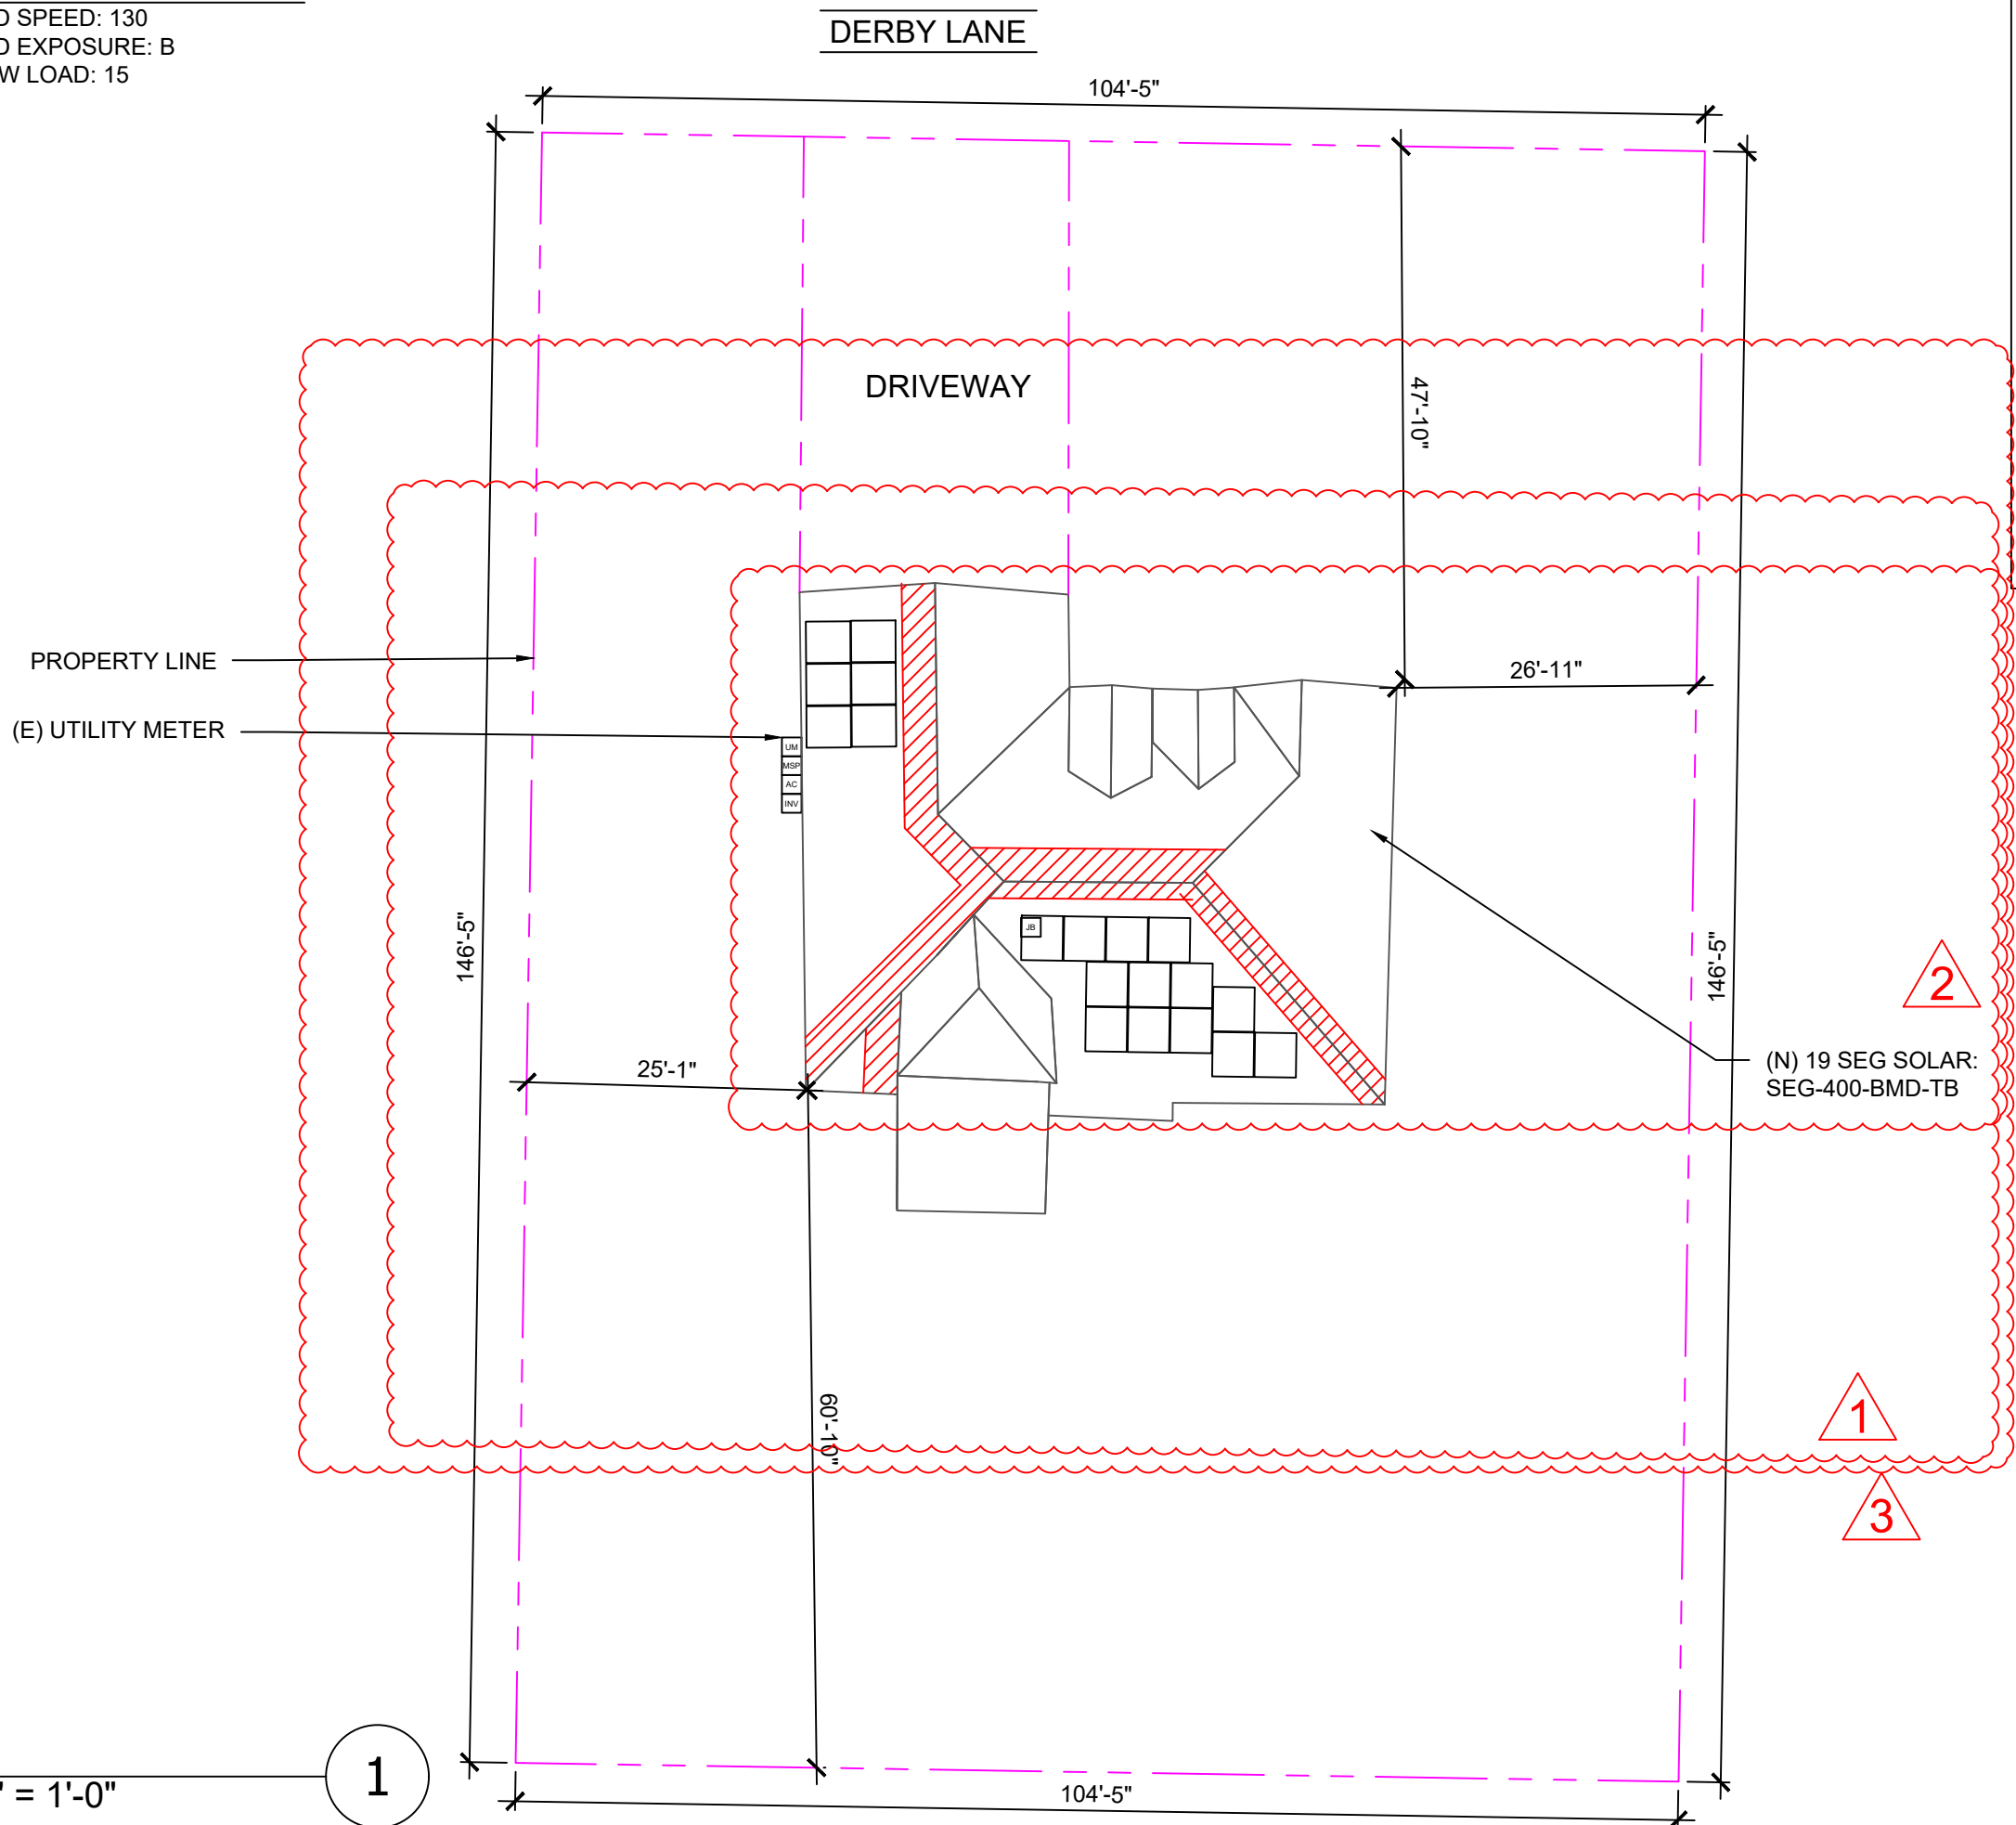 D SPEED: 130
D EXPOSURE: B
W LOAD: 15
DERBY LANE
104'-5"
DRIVEWAY
47'-10"
PROPERTY LINE
26'-11"
(E) UTILITY METER
UM
MSP
AC
INV
JB
146'-5"
146'-5"
2
25'-1"
(N) 19 SEG SOLAR:
SEG-400-BMD-TB
60'-10"
1
3
1
" = 1'-0"
104'-5"